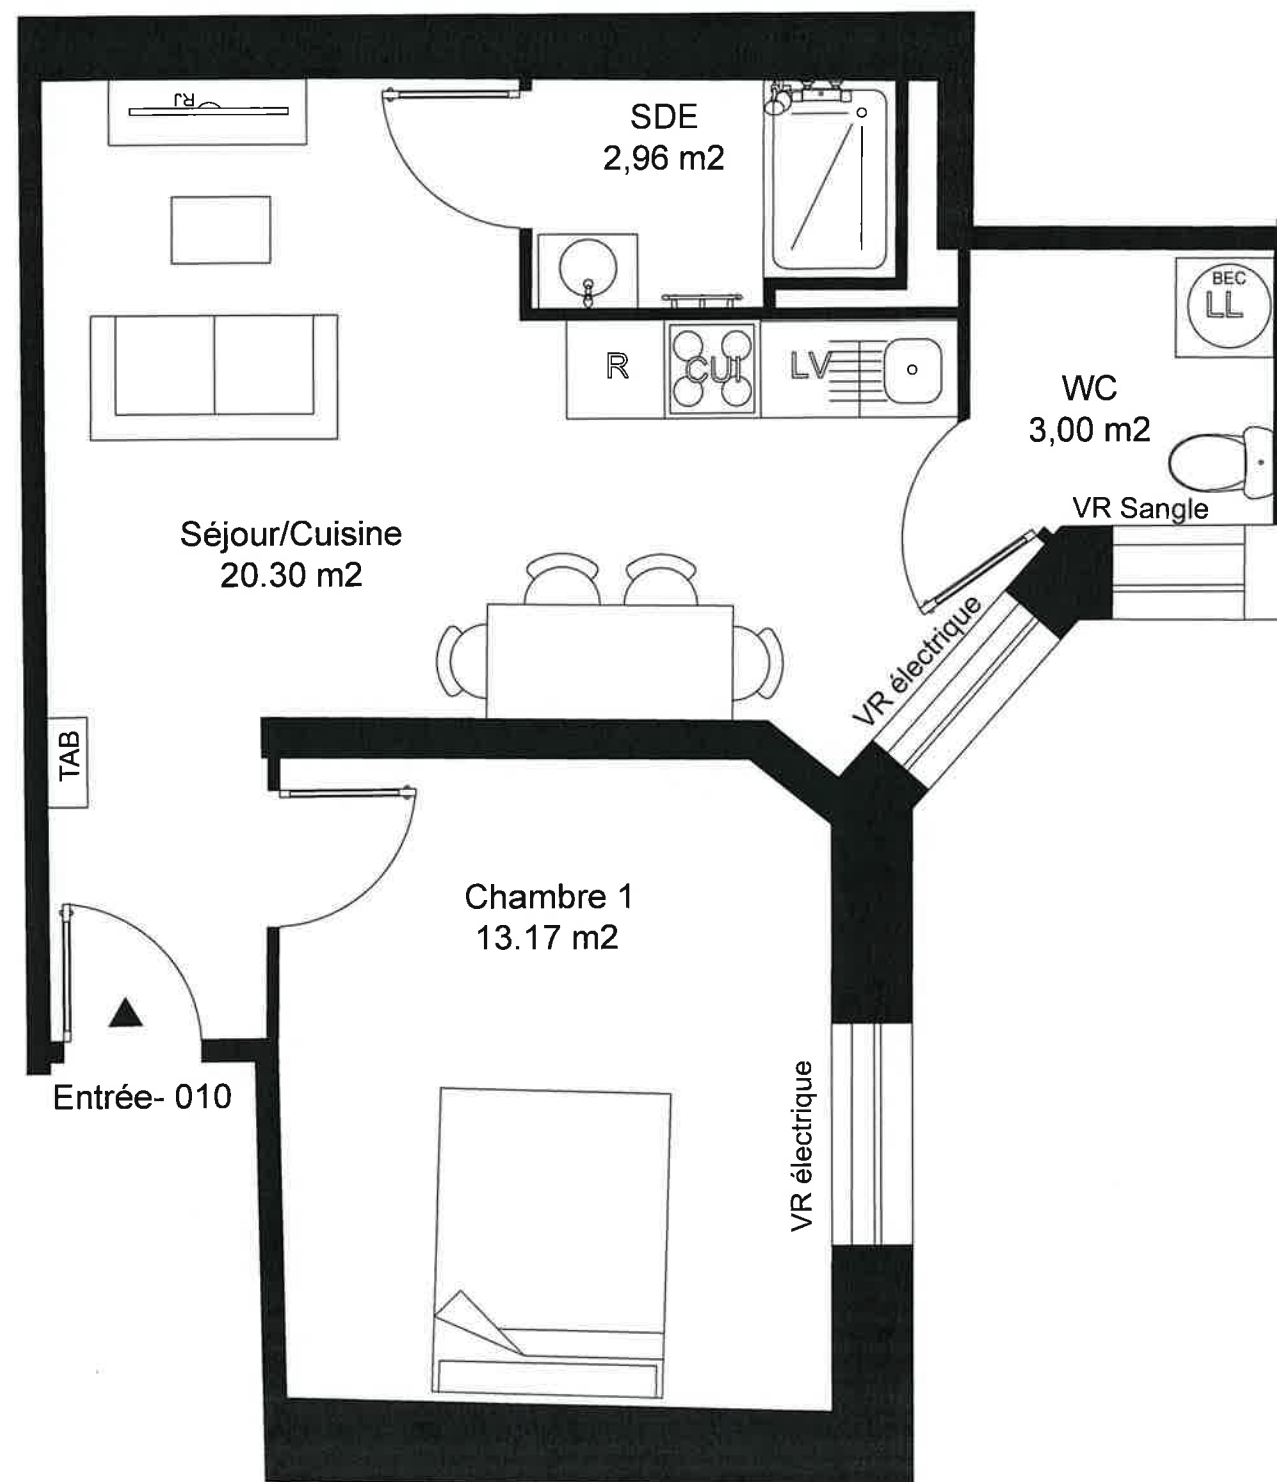 RJ
SDE
2,96 m2
BEC
LL
R
CUI
LV
WC
3,00 m2
VR Sangle
Séjour/Cuisine
20.30 m2
VR électrique
TAB
Chambre 1
13.17 m2
Entrée- 010
VR électrique